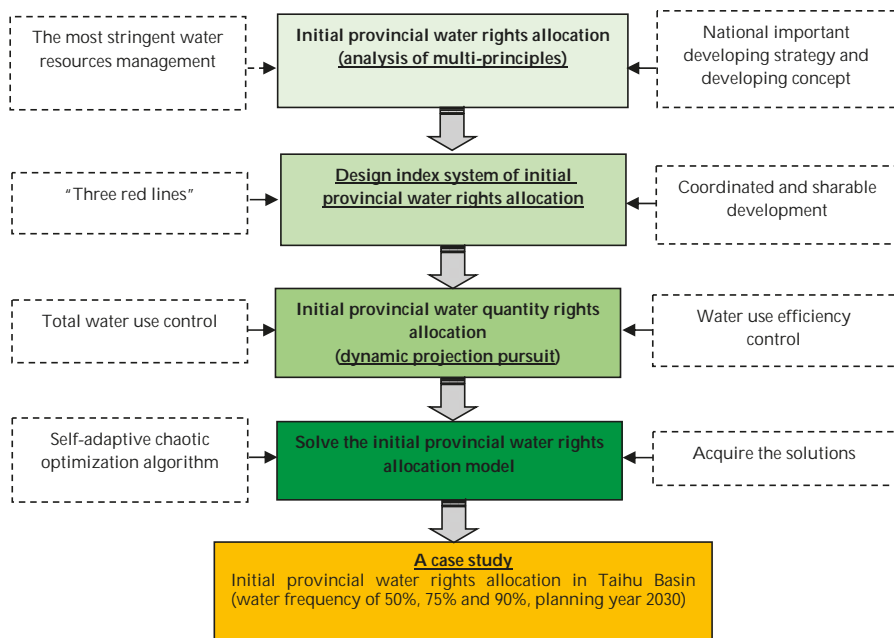 The most stringent water
resources management
Initial provincial water rights allocation
(analysis of multi-principles)
National important
developing strategy and
developing concept
"Three red lines"
Design index system of initial
provincial water rights allocation
Coordinated and sharable
development
Total water use control
Initial provincial water quantity rights
allocation
(dynamic projection pursuit)
Water use efficiency
control
Self-adaptive chaotic
optimization algorithm
Solve the initial provincial water rights
allocation model
Acquire the solutions
A case study
Initial provincial water rights allocation in Taihu Basin
(water frequency of 50%, 75% and 90%, planning year 2030)